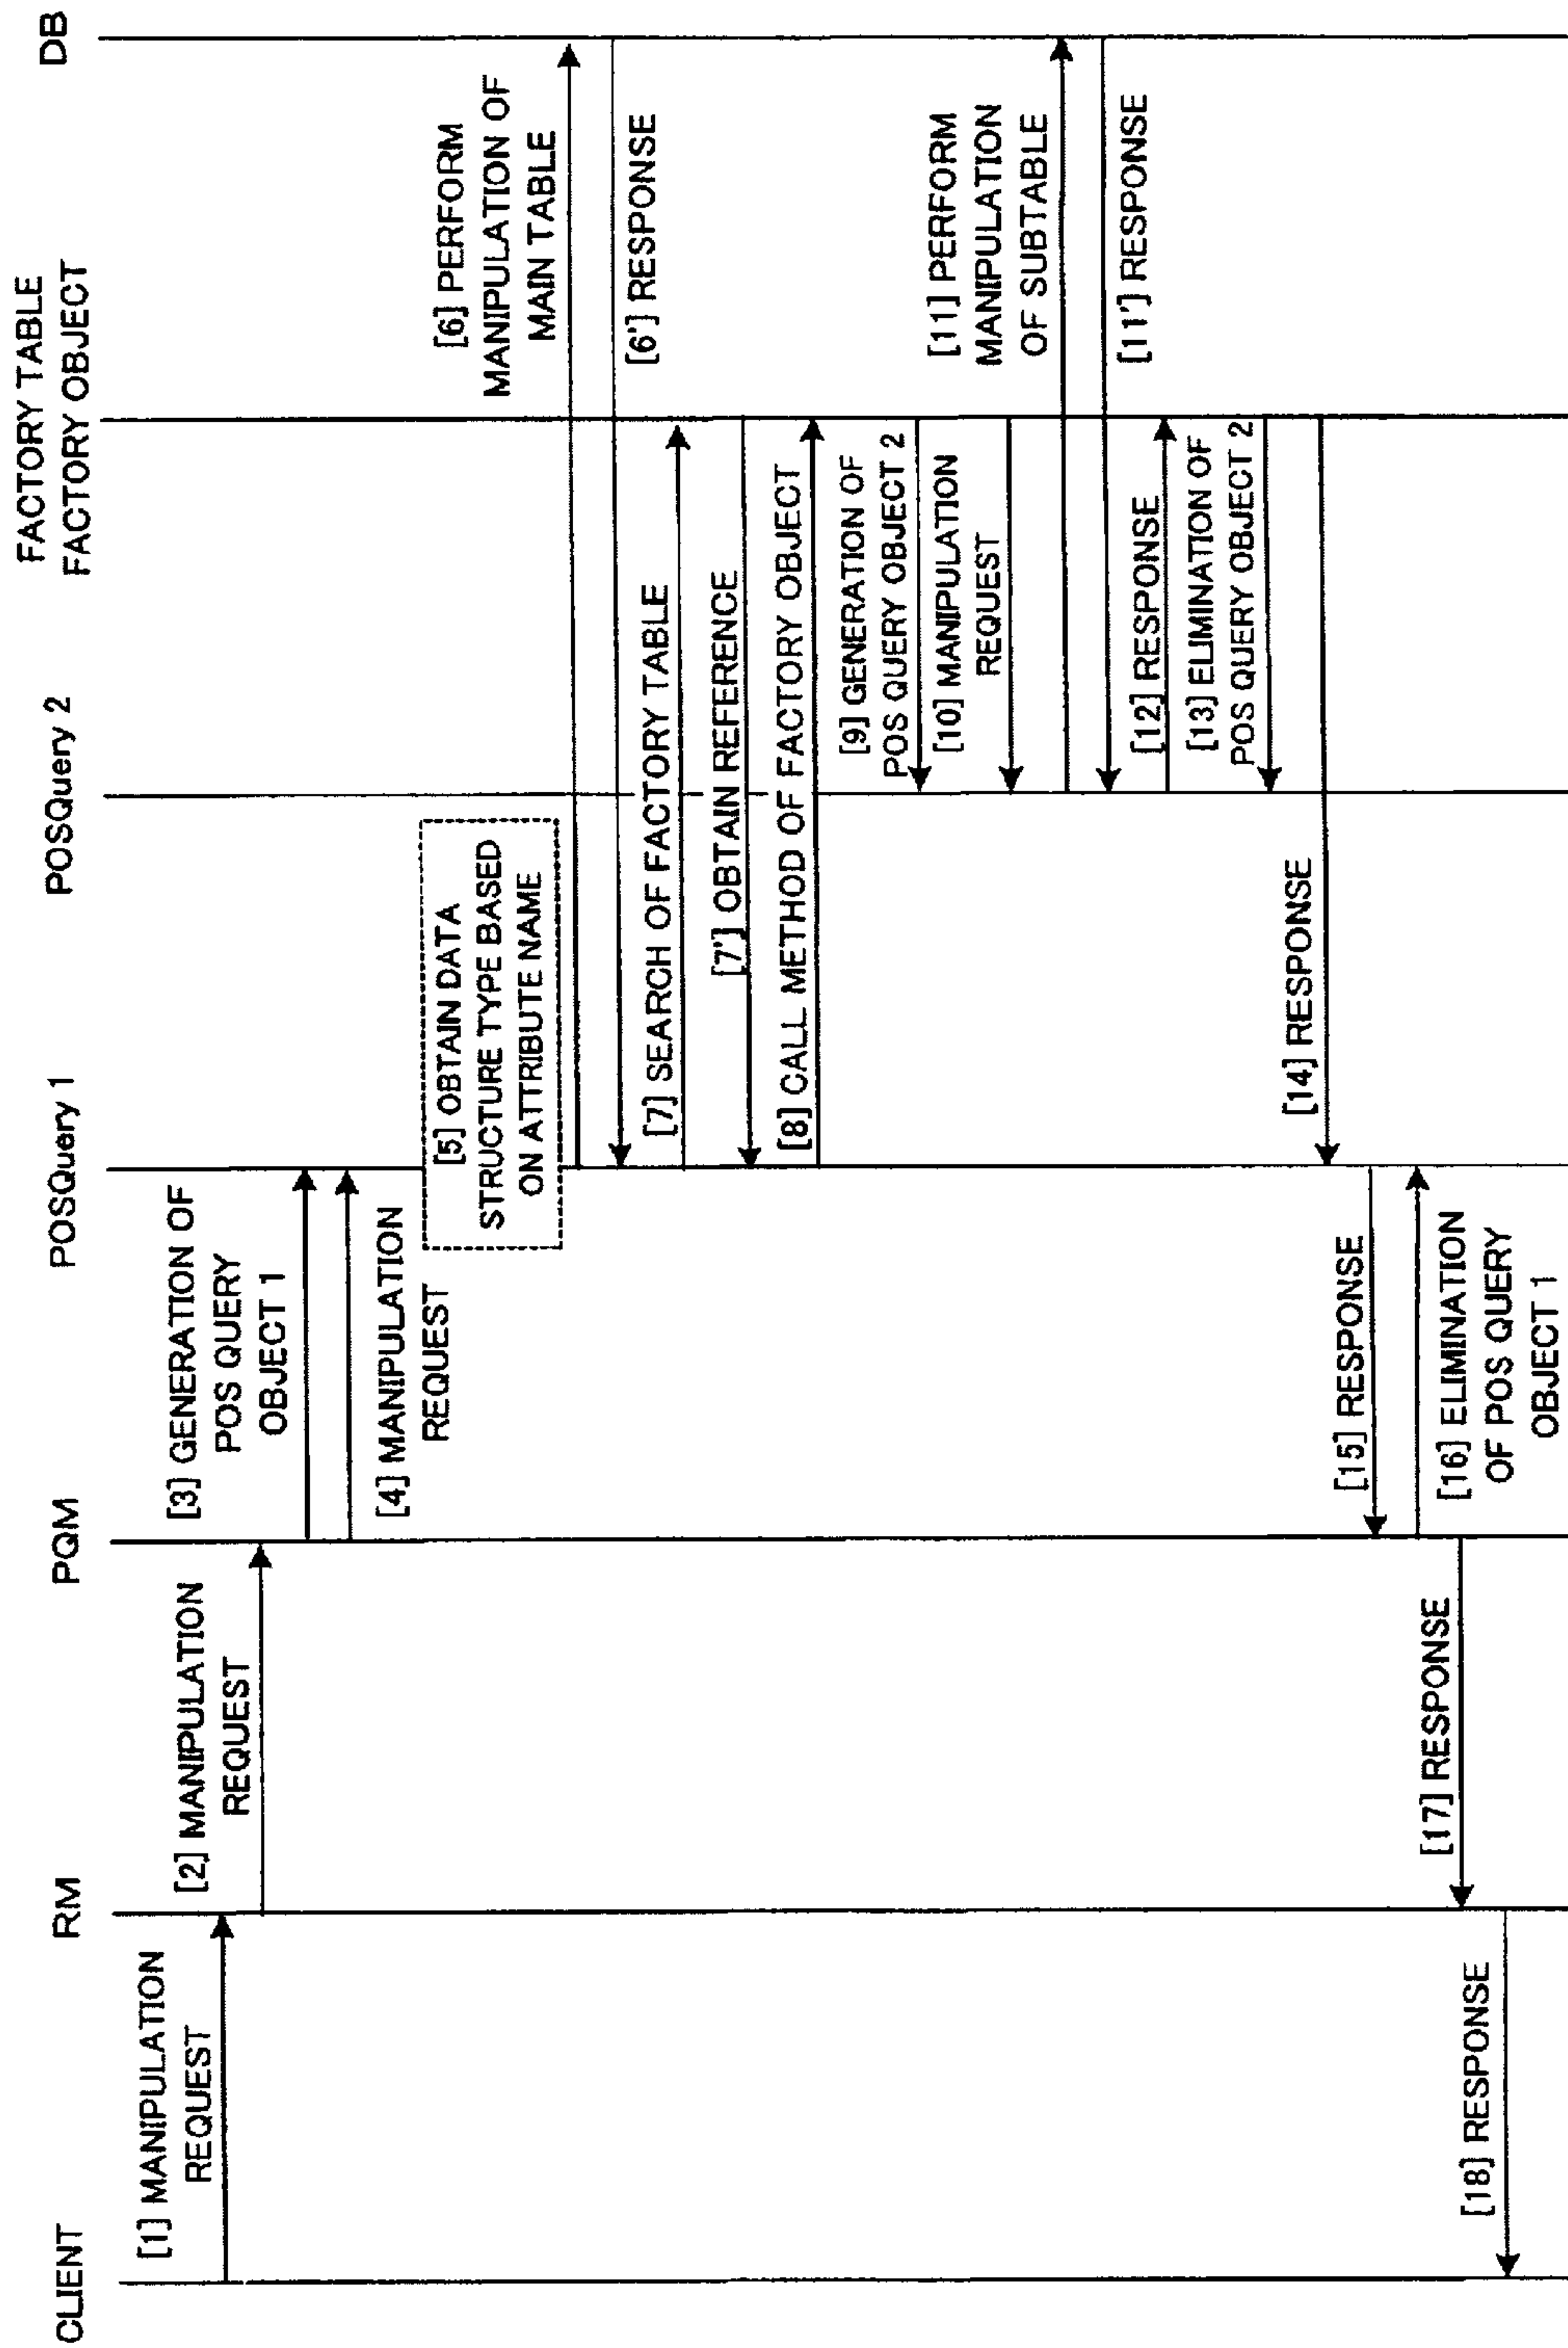 CLIENT
RM
PQM
POSQuery 1
POSQuery 2
FACTORY TABLE
FACTORY OBJECT
DB
[1] MANIPULATION
REQUEST
[2] MANIPULATION
REQUEST
[3] GENERATION OF
POS QUERY
OBJECT 1
[4] MANIPULATION
REQUEST
[5] OBTAIN DATA
STRUCTURE TYPE BASED
ON ATTRIBUTE NAME
[6] PERFORM
MANIPULATION OF
MAIN TABLE
[6'] RESPONSE
[7] SEARCH OF FACTORY TABLE
[7'] OBTAIN REFERENCE
[8] CALL METHOD OF FACTORY OBJECT
[9] GENERATION OF
POS QUERY OBJECT 2
[10] MANIPULATION
REQUEST
[11] PERFORM
MANIPULATION
OF SUBTABLE
[11'] RESPONSE
[12] RESPONSE
[13] ELIMINATION OF
POS QUERY OBJECT 2
[14] RESPONSE
[15] RESPONSE
[16] ELIMINATION
OF POS QUERY
OBJECT 1
[17] RESPONSE
[18] RESPONSE